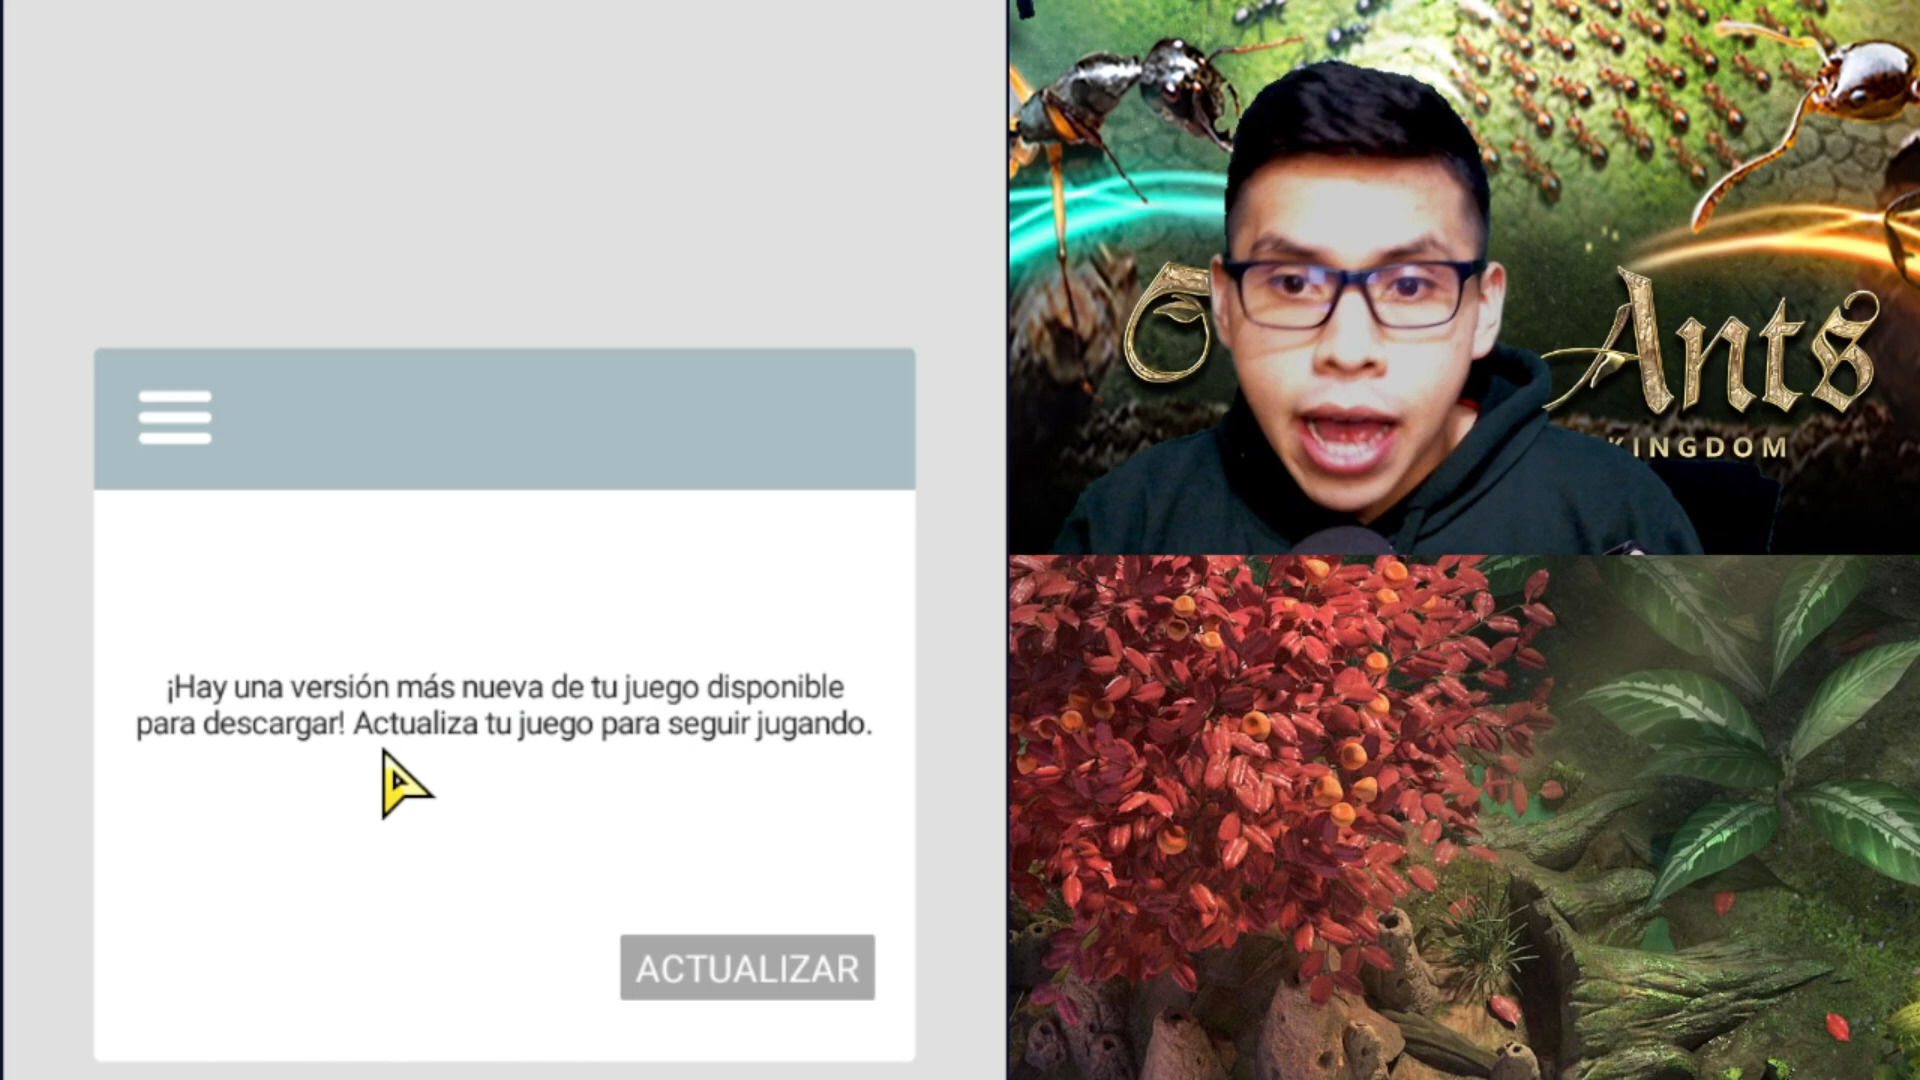 ¡Hay una versión más nueva de tu juego disponible
para descargar! Actualiza tu juego para seguir jugando.
ACTUALIZAR
Ants
KINGDOM